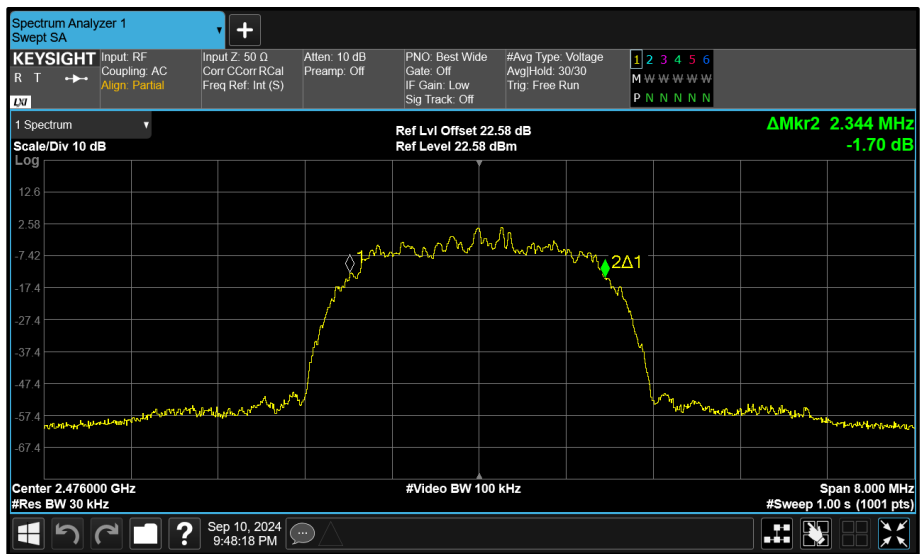 Spectrum Analyzer 1
Swept SA
KEYSIGHT
R T
LXI
Input: RF
Coupling: AC
Align: Partial
Input Z: 50 Ω
Corr CCorr RCal
Freq Ref: Int (S)
Atten: 10 dB
Preamp: Off
PNO: Best Wide
Gate: Off
IF Gain: Low
Sig Track: Off
#Avg Type: Voltage
Avg|Hold: 30/30
Trig: Free Run
1 2 3 4 5 6
M W W W W W
P N N N N N
1 Spectrum
Scale/Div 10 dB
Ref Lvl Offset 22.58 dB
Ref Level 22.58 dBm
ΔMkr2 2.344 MHz
-1.70 dB
Log
12.6
2.58
-7.42
-17.4
-27.4
-37.4
-47.4
-57.4
-67.4
1
2Δ1
Center 2.476000 GHz
#Video BW 100 kHz
Span 8.000 MHz
#Res BW 30 kHz
#Sweep 1.00 s (1001 pts)
?
Sep 10, 2024
9:48:18 PM